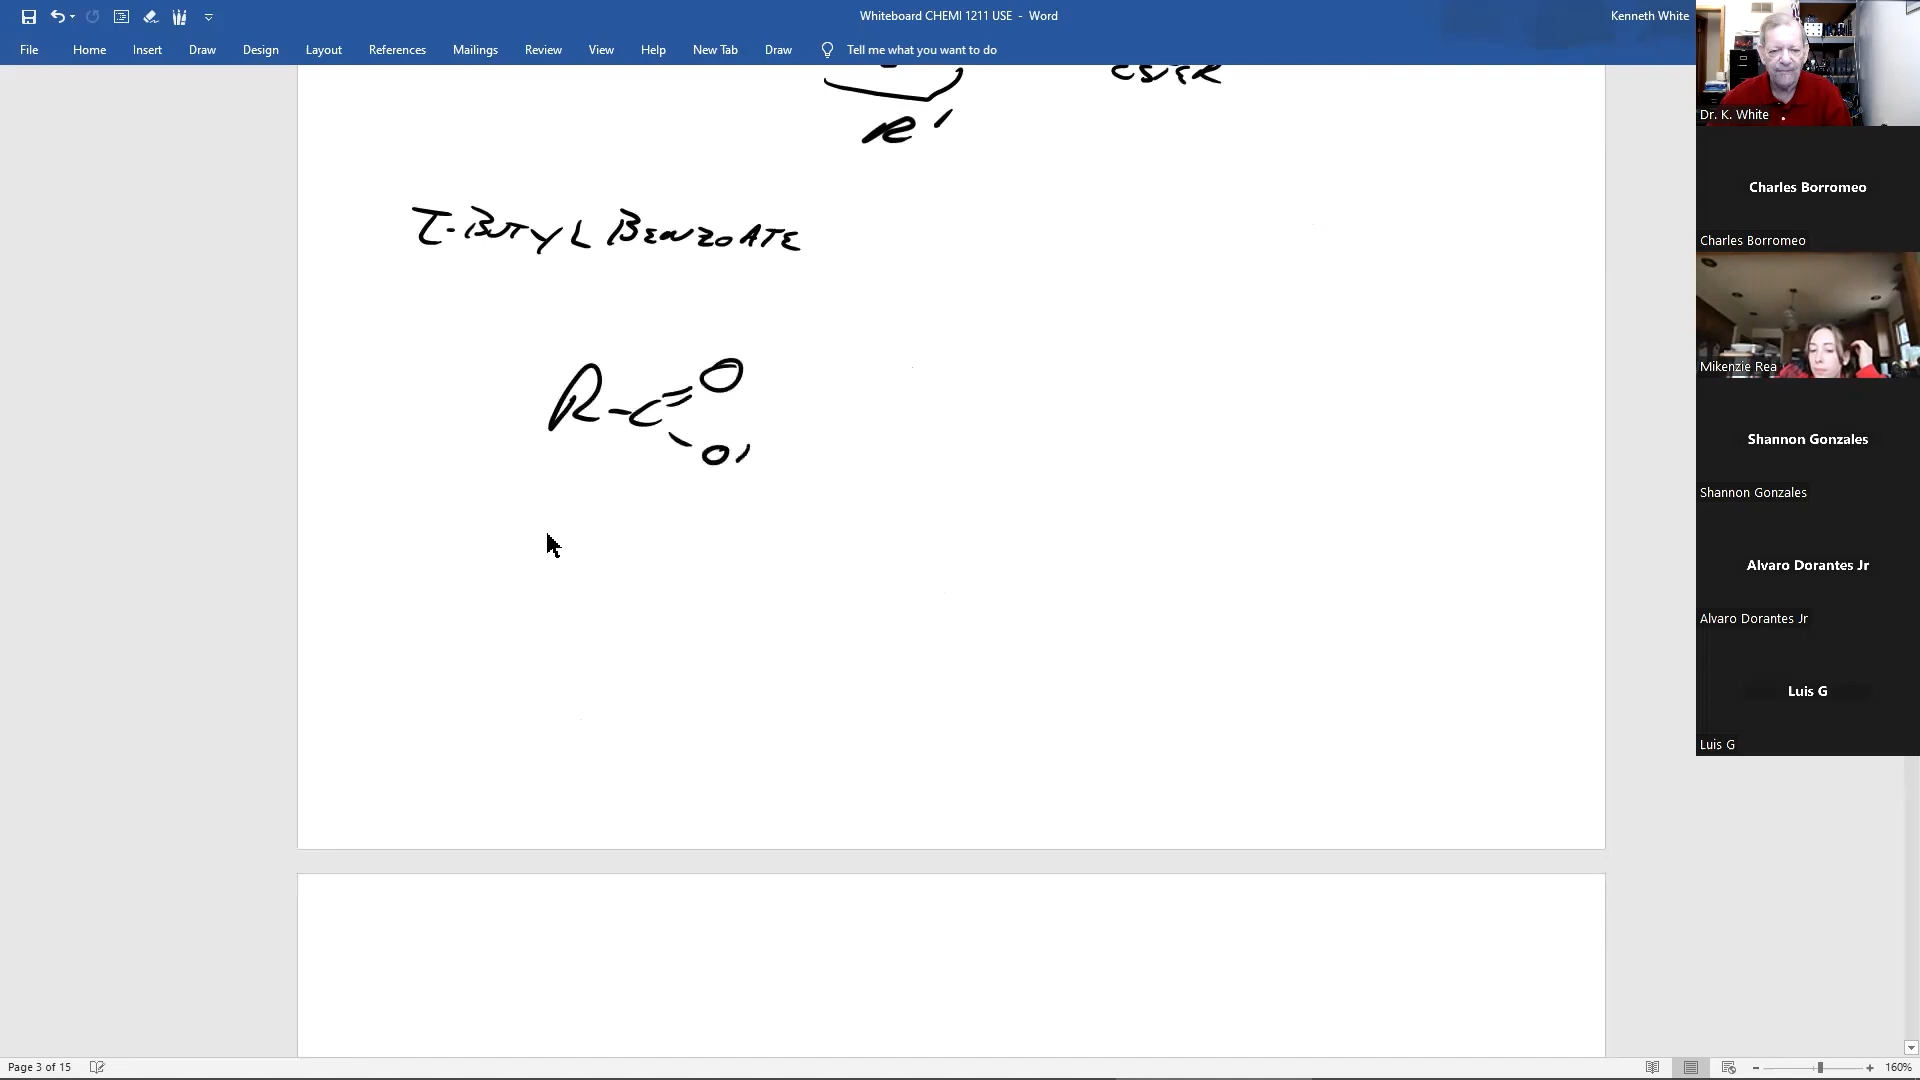 Whiteboard CHEMI 1211 USE - Word
Kenneth White
File Home Insert Draw Design Layout References Mailings Review View Help New Tab Draw Tell me what you want to do
Dr. K. White
ESTER
R'
T-BUTYL BENZOATE
R-C=O
-O'
Charles Borromeo
Charles Borromeo
Mikenzie Rea
Shannon Gonzales
Shannon Gonzales
Alvaro Dorantes Jr
Alvaro Dorantes Jr
Luis G
Luis G
Page 3 of 15
160%